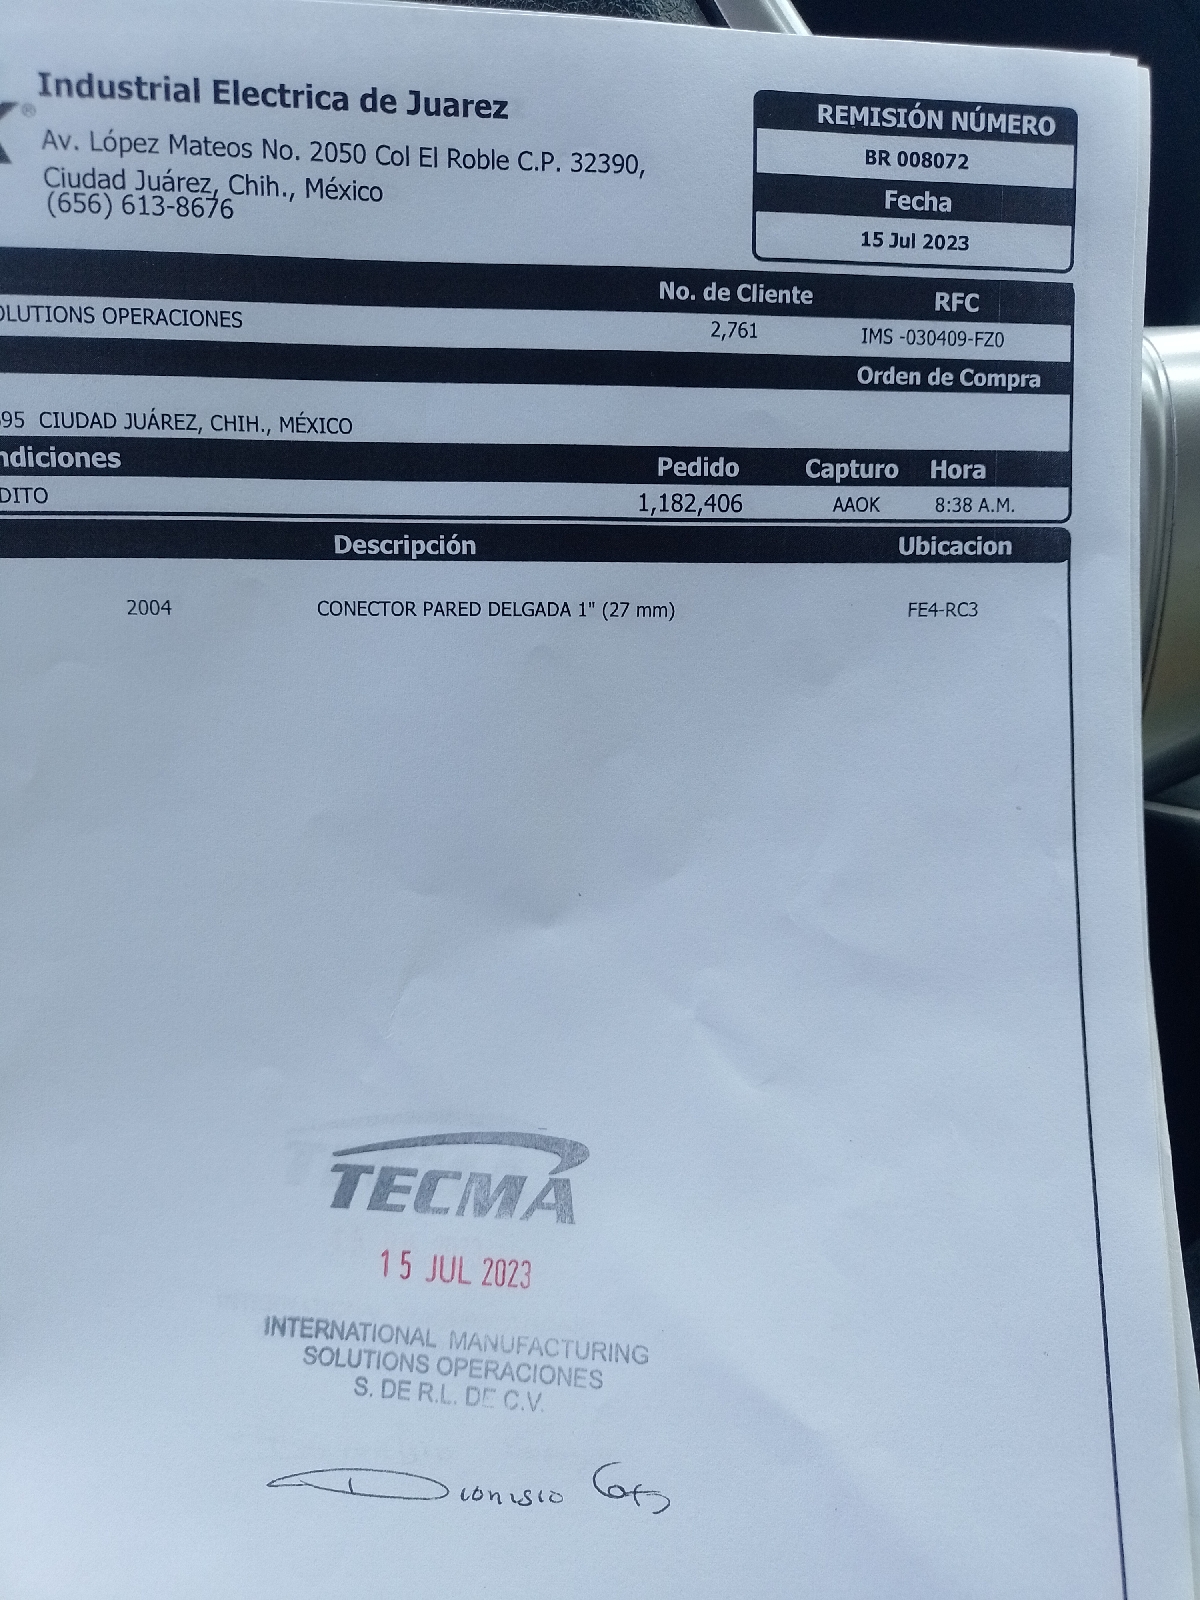 Industrial Electrica de Juarez
Av. López Mateos No. 2050 Col El Roble C.P. 32390,
Ciudad Juárez, Chih., México
(656) 613-8676
REMISIÓN NÚMERO
BR 008072
Fecha
15 Jul 2023
No. de Cliente RFC
OLUTIONS OPERACIONES 2,761 IMS -030409-FZ0
Orden de Compra
695 CIUDAD JUÁREZ, CHIH., MÉXICO
ndiciones Pedido Capturo Hora
DITO 1,182,406 AAOK 8:38 A.M.
Descripción Ubicacion
2004 CONECTOR PARED DELGADA 1" (27 mm) FE4-RC3
TECMA
15 JUL 2023
INTERNATIONAL MANUFACTURING
SOLUTIONS OPERACIONES
S. DE R.L. DE C.V.
Dionisio